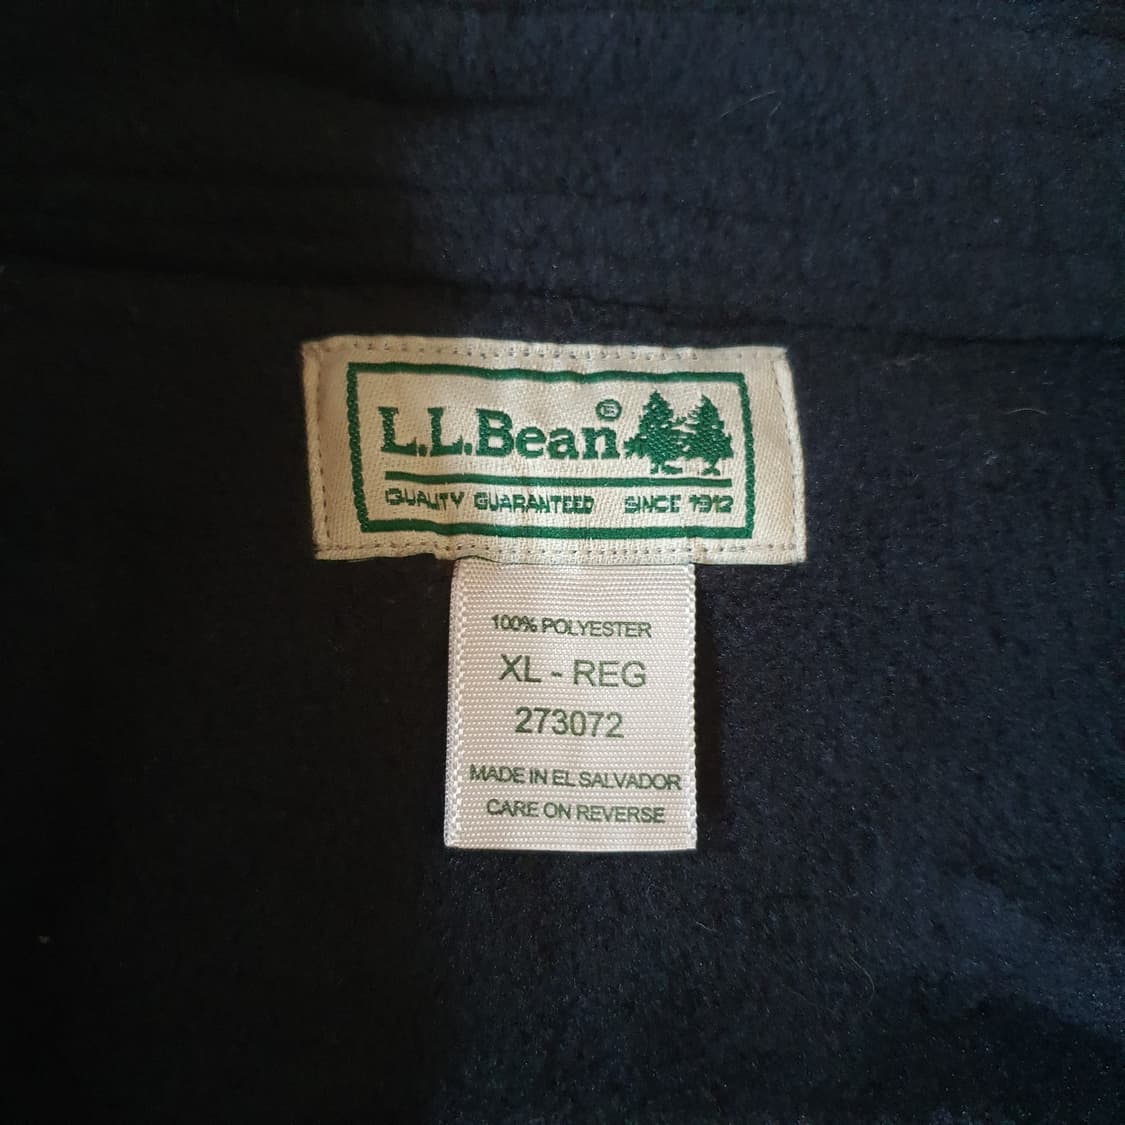 L.L.Bean®
QUALITY GUARANTEED SINCE 1912
100% POLYESTER
XL - REG
273072
MADE IN EL SALVADOR
CARE ON REVERSE